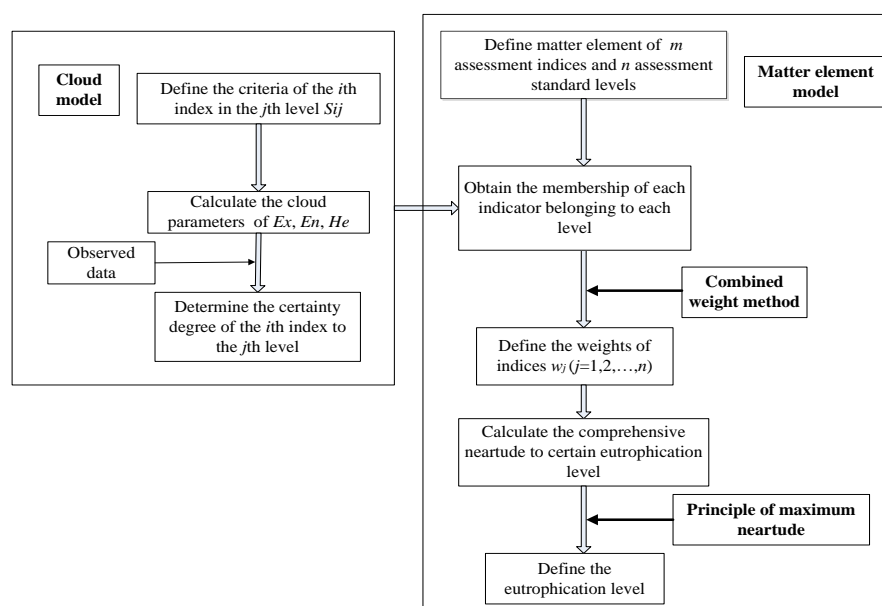 Cloud
model
Define the criteria of the ith
index in the jth level Sij
Calculate the cloud
parameters of Ex, En, He
Observed
data
Determine the certainty
degree of the ith index to
the jth level
Define matter element of m
assessment indices and n assessment
standard levels
Matter element
model
Obtain the membership of each
indicator belonging to each
level
Combined
weight method
Define the weights of
indices wj (j=1,2,…,n)
Calculate the comprehensive
neartude to certain eutrophication
level
Principle of maximum
neartude
Define the
eutrophication level